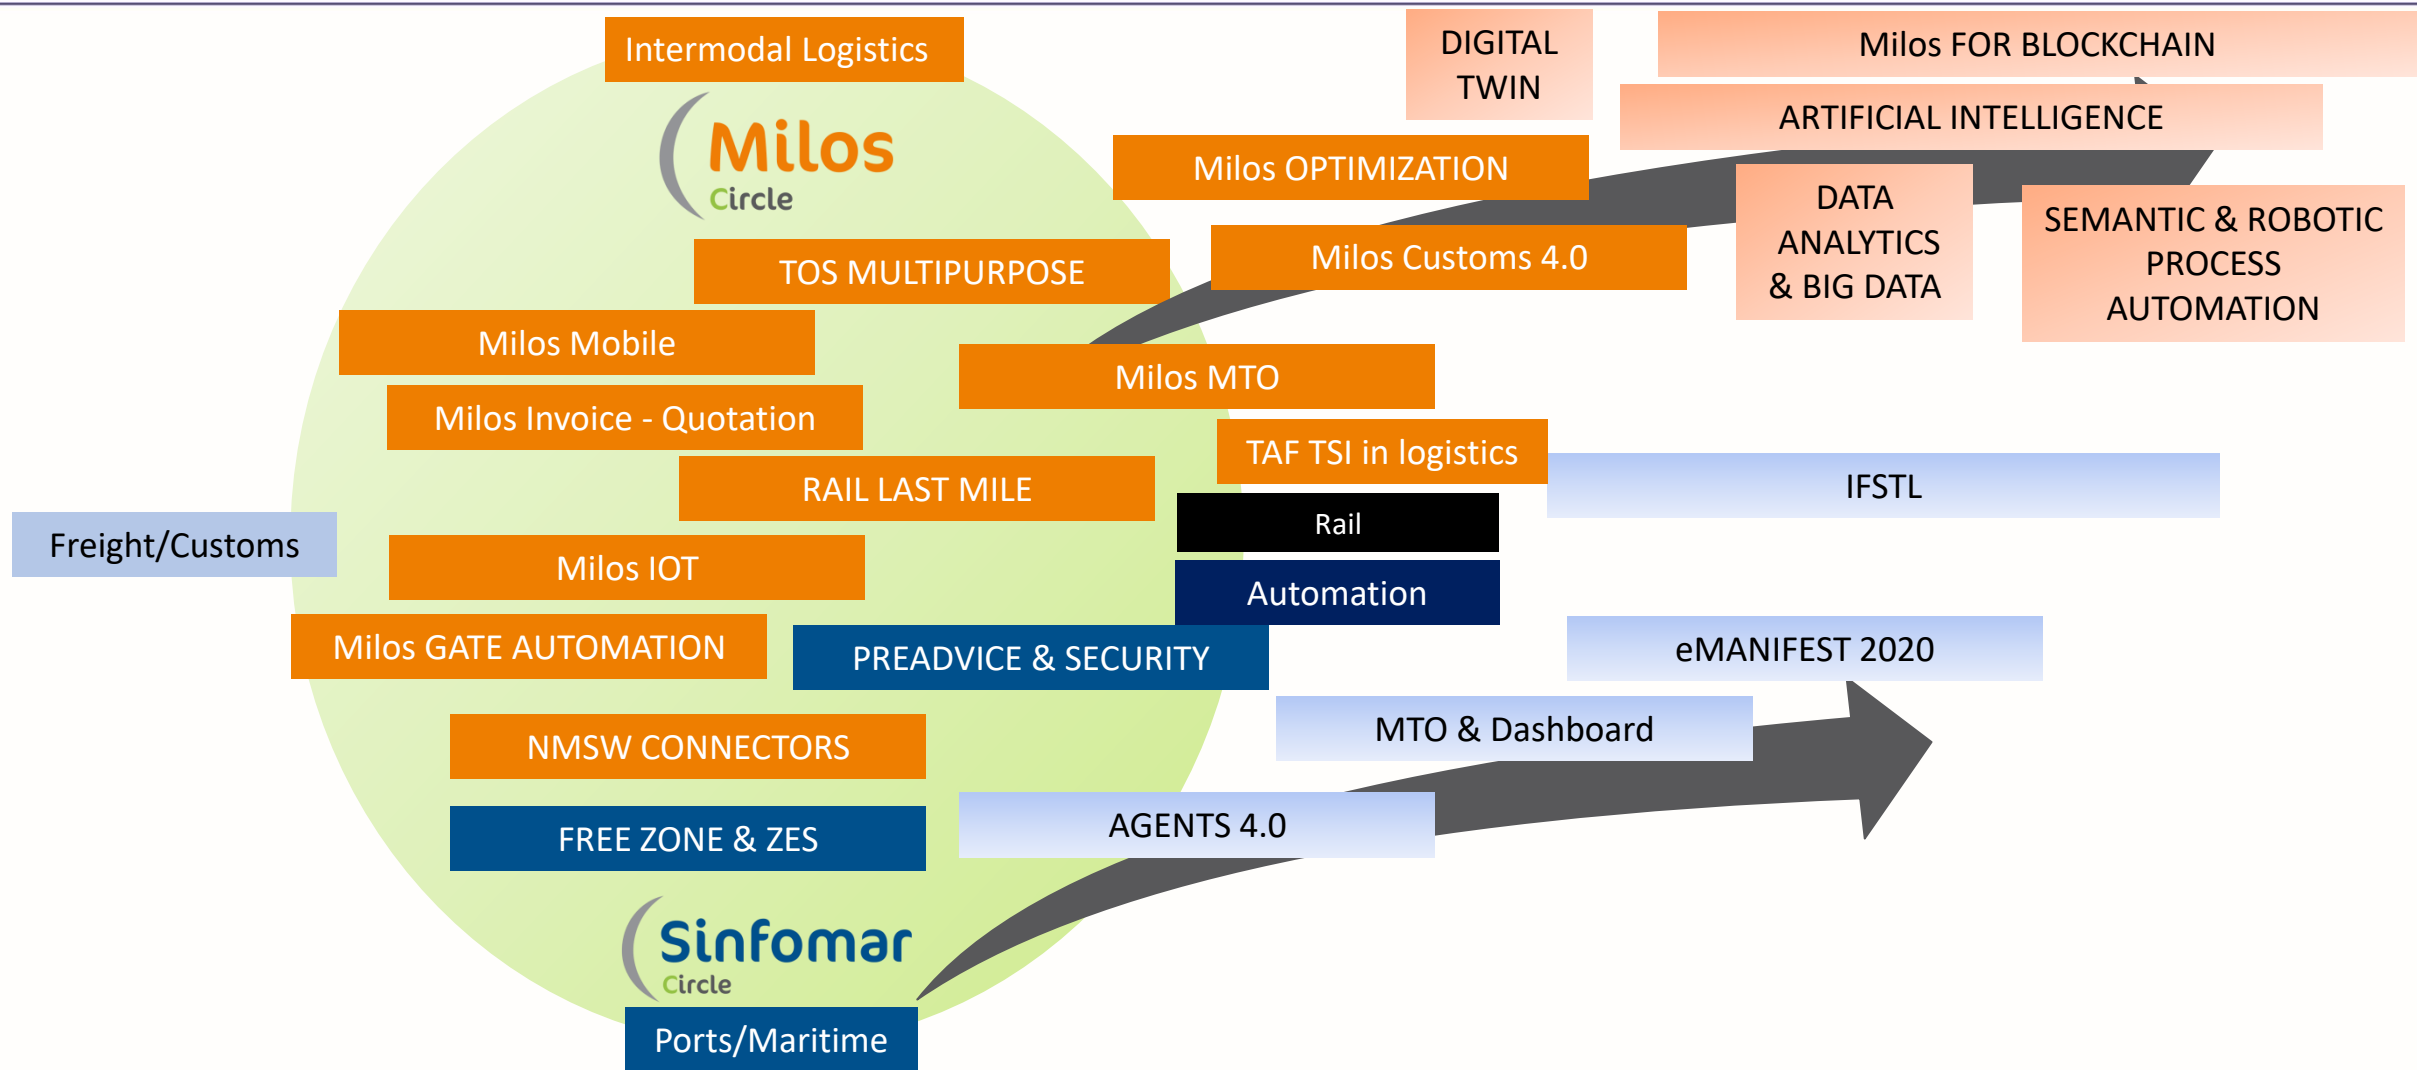 Intermodal Logistics
DIGITAL
TWIN
Milos FOR BLOCKCHAIN
ARTIFICIAL INTELLIGENCE
Milos
Circle
Milos OPTIMIZATION
DATA
ANALYTICS
& BIG DATA
SEMANTIC & ROBOTIC
PROCESS
AUTOMATION
TOS MULTIPURPOSE
Milos Customs 4.0
Milos Mobile
Milos MTO
Milos Invoice - Quotation
TAF TSI in logistics
RAIL LAST MILE
IFSTL
Rail
Freight/Customs
Milos IOT
Automation
Milos GATE AUTOMATION
PREADVICE & SECURITY
eMANIFEST 2020
NMSW CONNECTORS
MTO & Dashboard
FREE ZONE & ZES
AGENTS 4.0
Sinfomar
Circle
Ports/Maritime